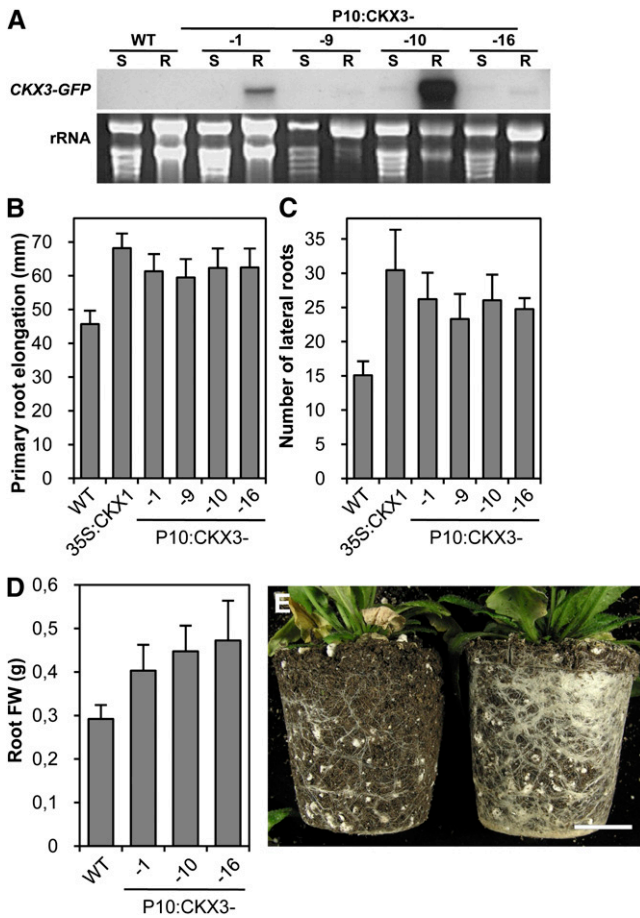 A
P10:CKX3-
WT -1 -9 -10 -16
S R S R S R S R S R
CKX3-GFP
rRNA
B
Primary root elongation (mm)
70
60
50
40
30
20
10
0
WT
35S:CKX1
-1
-9
-10
-16
P10:CKX3-
C
Number of lateral roots
35
30
25
20
15
10
5
0
WT
35S:CKX1
-1
-9
-10
-16
P10:CKX3-
D
Root FW (g)
0,6
0,5
0,4
0,3
0,2
0,1
0
WT
-1
-10
-16
P10:CKX3-
E